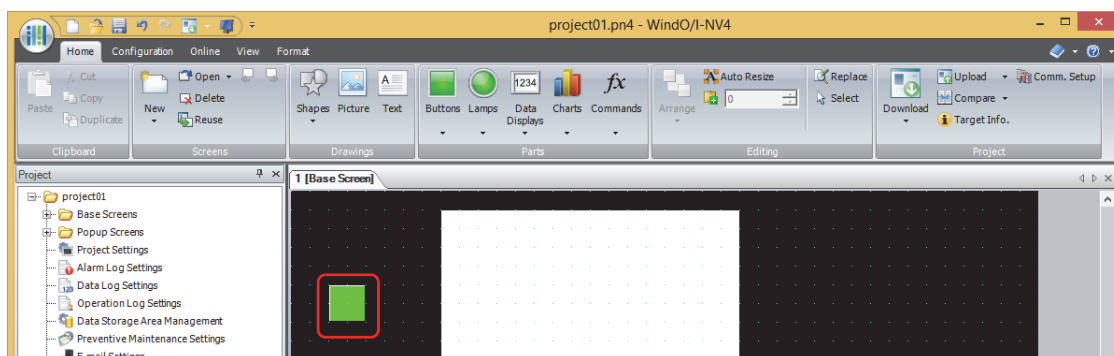 project01.pn4 - WindO/I-NV4
Home Configuration Online View Format
Paste
Cut
Copy
Duplicate
Clipboard
New
Open
Delete
Reuse
Screens
Shapes Picture Text
Drawings
Buttons Lamps Data Displays Charts Commands
1234
fx
Parts
Arrange
Auto Resize
0
Replace
Select
Editing
Download
Upload
Compare
Target Info.
Comm. Setup
Project
Project
project01
Base Screens
Popup Screens
Project Settings
Alarm Log Settings
Data Log Settings
Operation Log Settings
Data Storage Area Management
Preventive Maintenance Settings
E-mail Settings
1 [Base Screen]